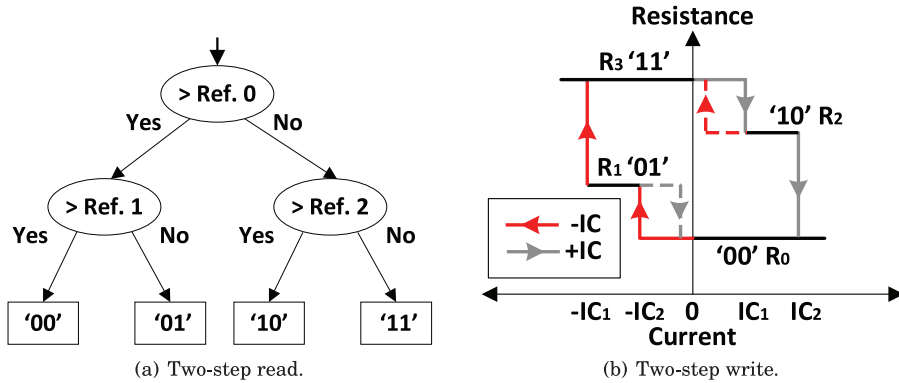 > Ref. 0
Yes
No
> Ref. 1
> Ref. 2
Yes
No
Yes
No
‘00’
‘01’
‘10’
‘11’
(a) Two-step read.
Resistance
R3 ‘11’
‘10’ R2
R1 ‘01’
-IC
+IC
‘00’ R0
-IC1
-IC2
0
IC1
IC2
Current
(b) Two-step write.